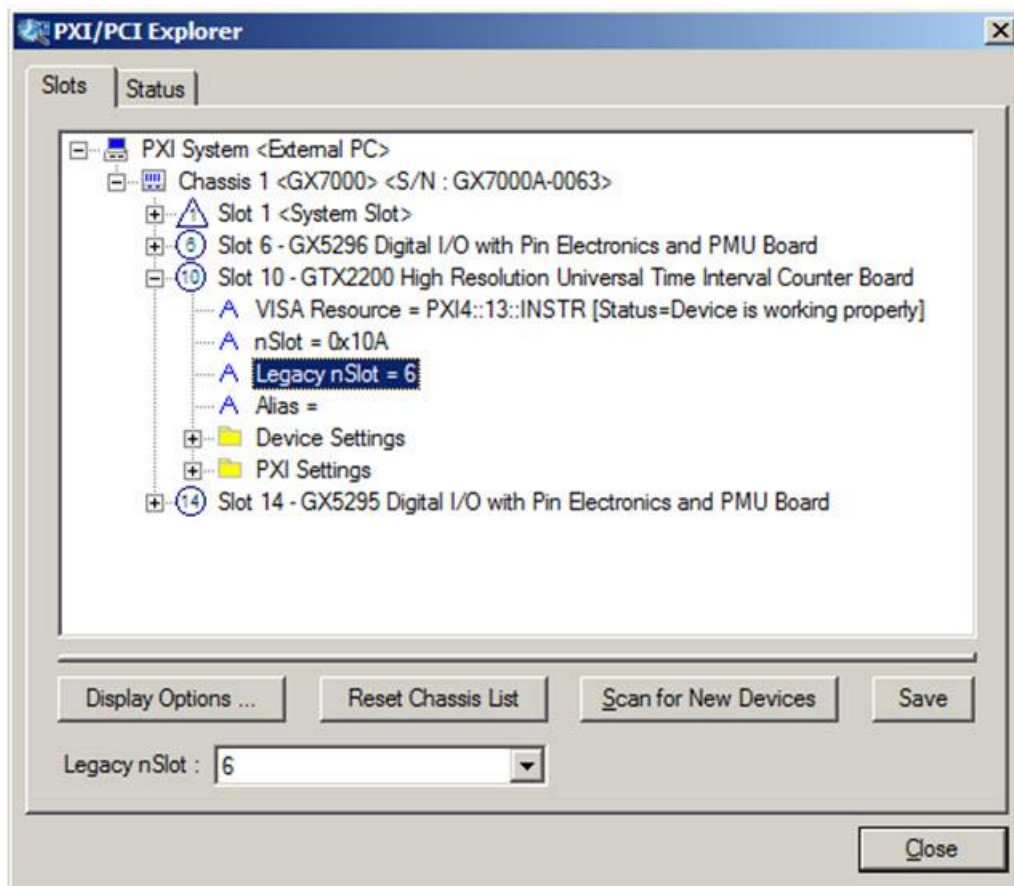 PXI/PCI Explorer
Slots Status
PXI System <External PC>
Chassis 1 <GX7000> <S/N : GX7000A-0063>
1 Slot 1 <System Slot>
6 Slot 6 - GX5296 Digital I/O with Pin Electronics and PMU Board
10 Slot 10 - GTX2200 High Resolution Universal Time Interval Counter Board
A VISA Resource = PXI4::13::INSTR [Status=Device is working properly]
A nSlot = 0x10A
A Legacy nSlot = 6
A Alias =
Device Settings
PXI Settings
14 Slot 14 - GX5295 Digital I/O with Pin Electronics and PMU Board
Display Options ... Reset Chassis List Scan for New Devices Save
Legacy nSlot : 6
Close